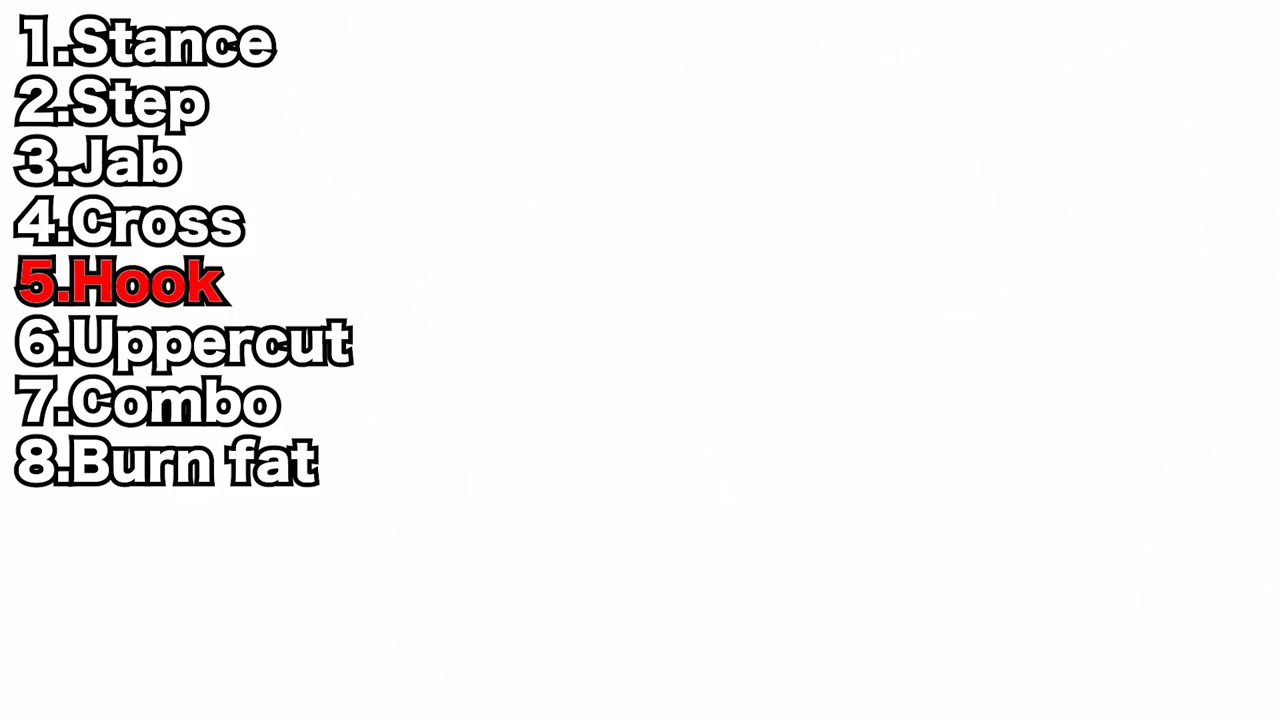 1.Stance
2.Step
3.Jab
4.Cross
5.Hook
6.Uppercut
7.Combo
8.Burn fat